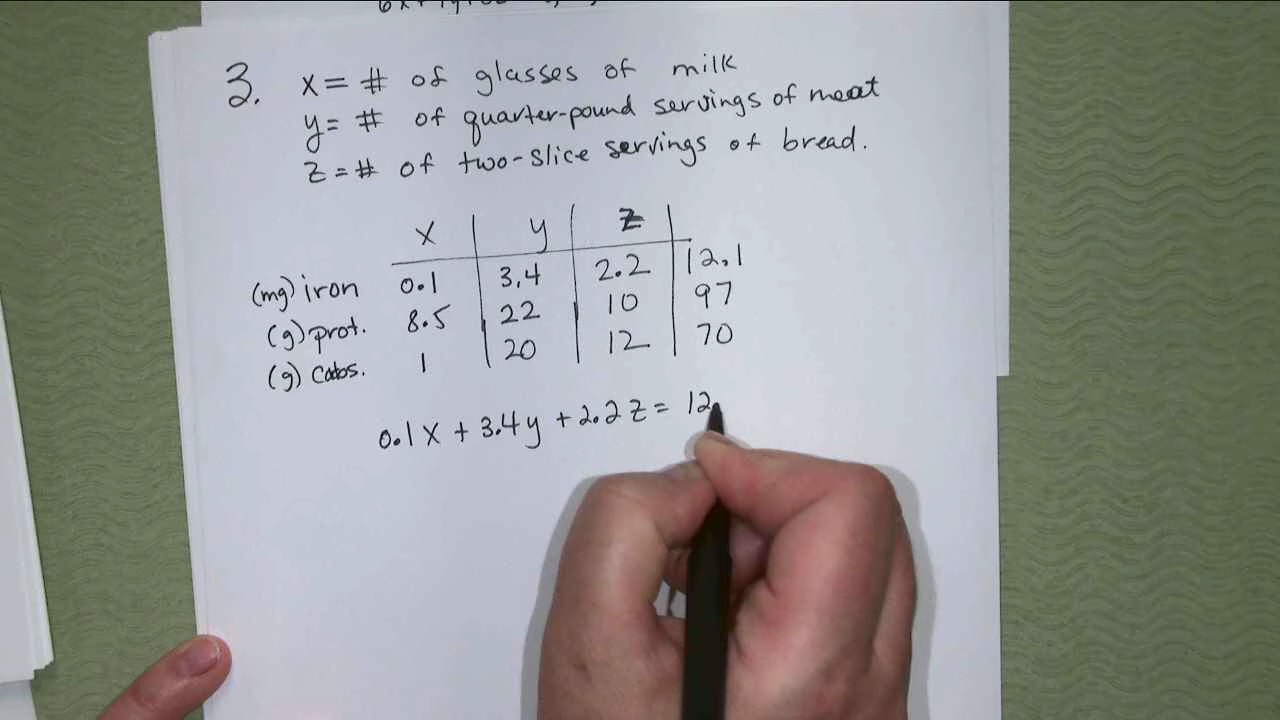 3. x = # of glasses of milk
y = # of quarter-pound servings of meat
z = # of two-slice servings of bread.
x y z
(mg) iron 0.1 3.4 2.2 12.1
(g) prot. 8.5 22 10 97
(g) 1 20 12 70
0.1x + 3.4y + 2.2z = 12.